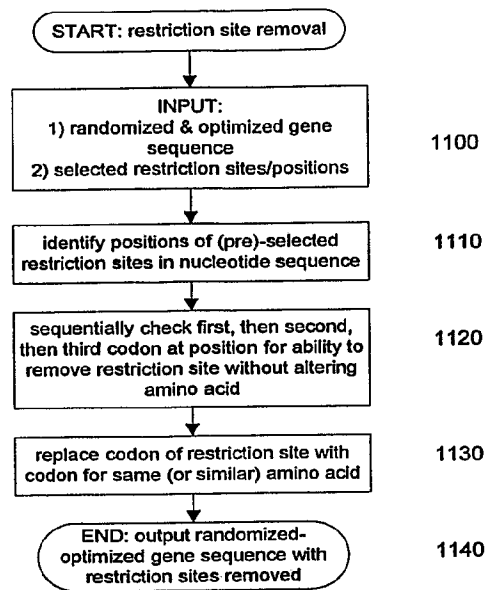 START: restriction site removal
INPUT:
1) randomized & optimized gene
sequence
2) selected restriction sites/positions
1100
identify positions of (pre)-selected
restriction sites in nucleotide sequence
1110
sequentially check first, then second,
then third codon at position for ability to
remove restriction site without altering
amino acid
1120
replace codon of restriction site with
codon for same (or similar) amino acid
1130
END: output randomized-
optimized gene sequence with
restriction sites removed
1140